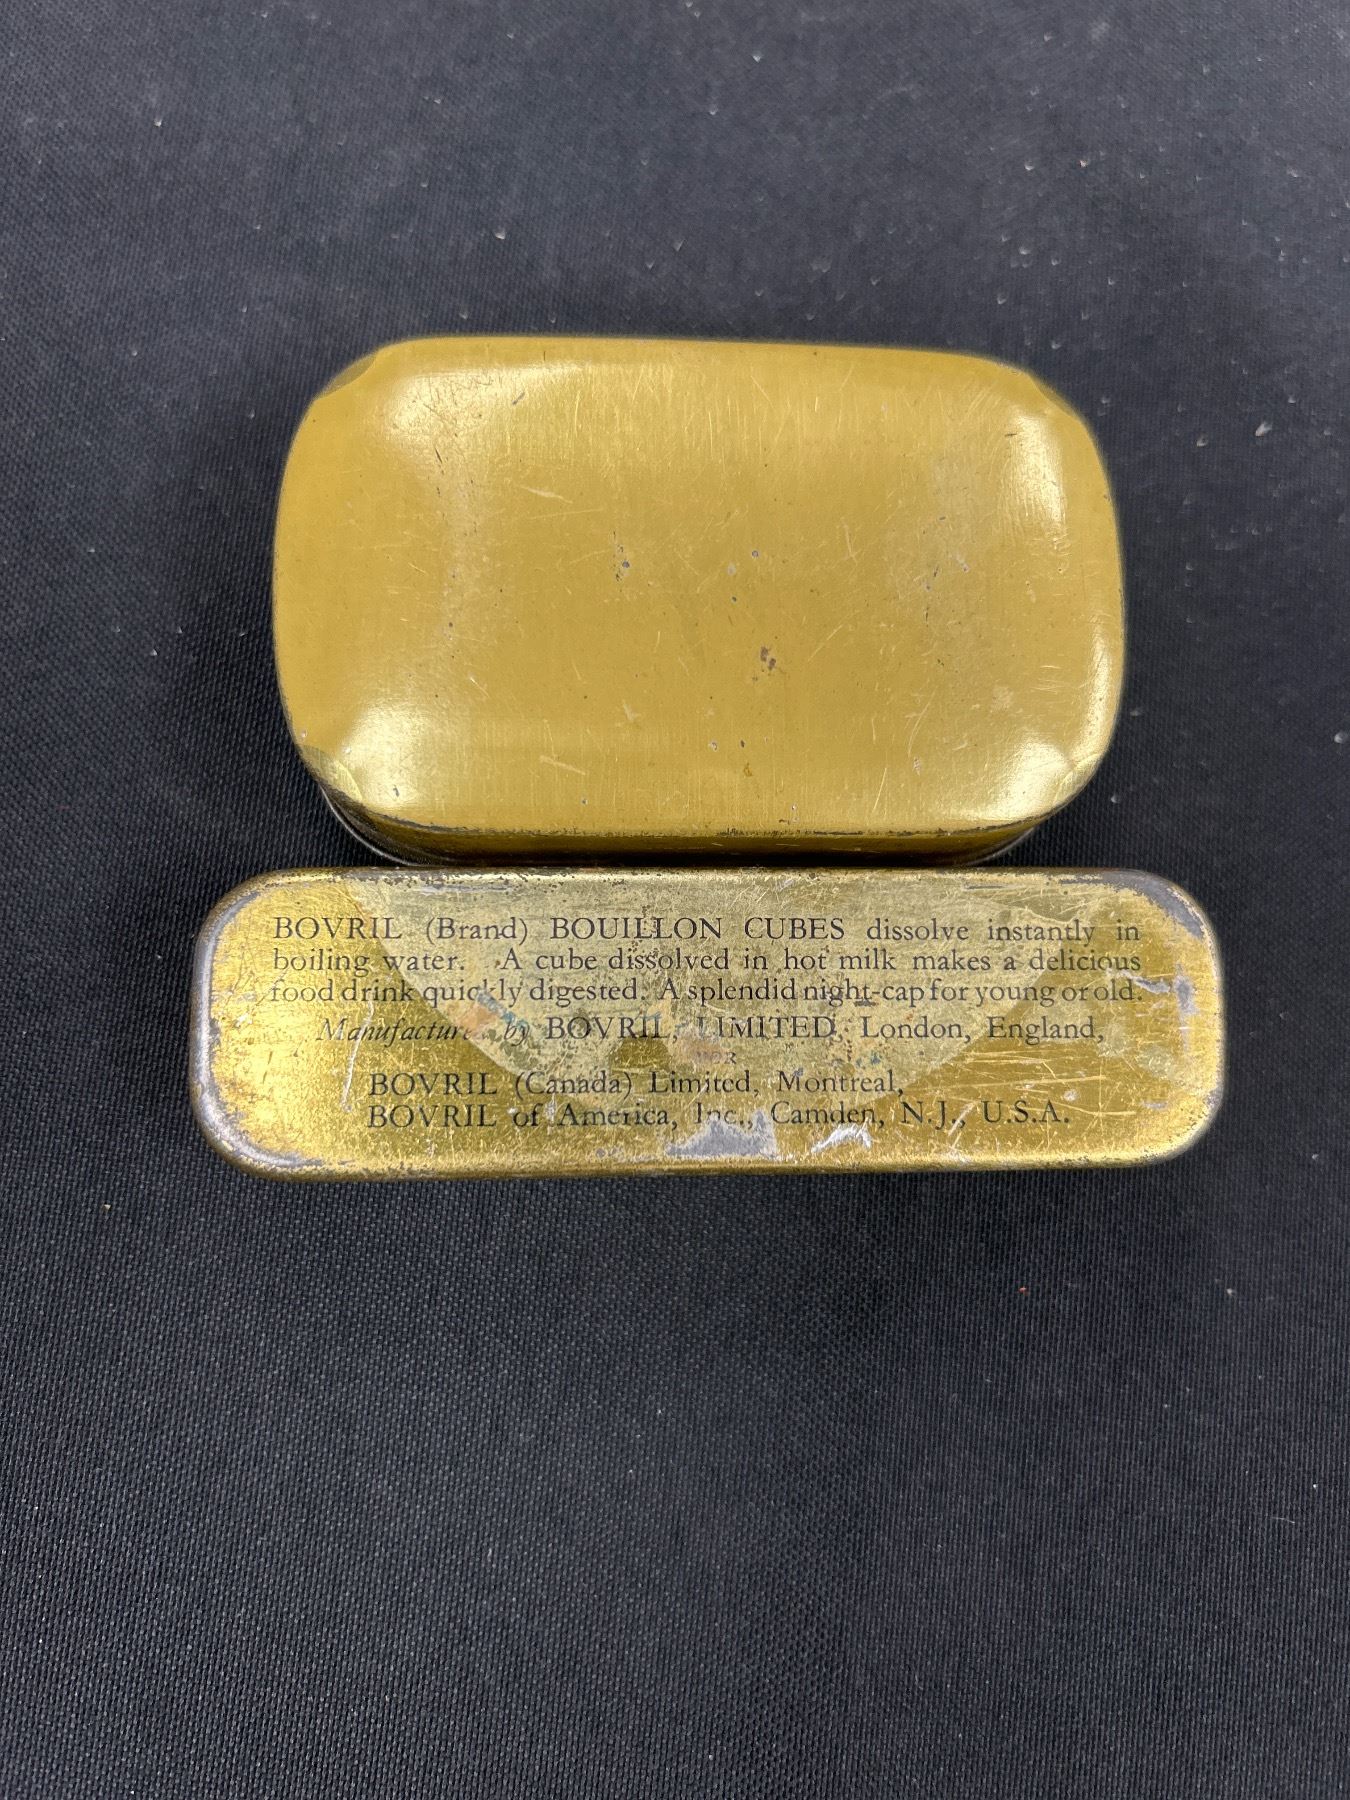 BOVRIL (Brand) BOUILLON CUBES dissolve instantly in
boiling water. A cube dissolved in hot milk makes a delicious
food drink quickly digested. A splendid night-cap for young or old.
Manufactured by BOVRIL, LIMITED, London, England,
BOVRIL (Canada) Limited, Montreal,
BOVRIL of America, Inc., Camden, N.J., U.S.A.